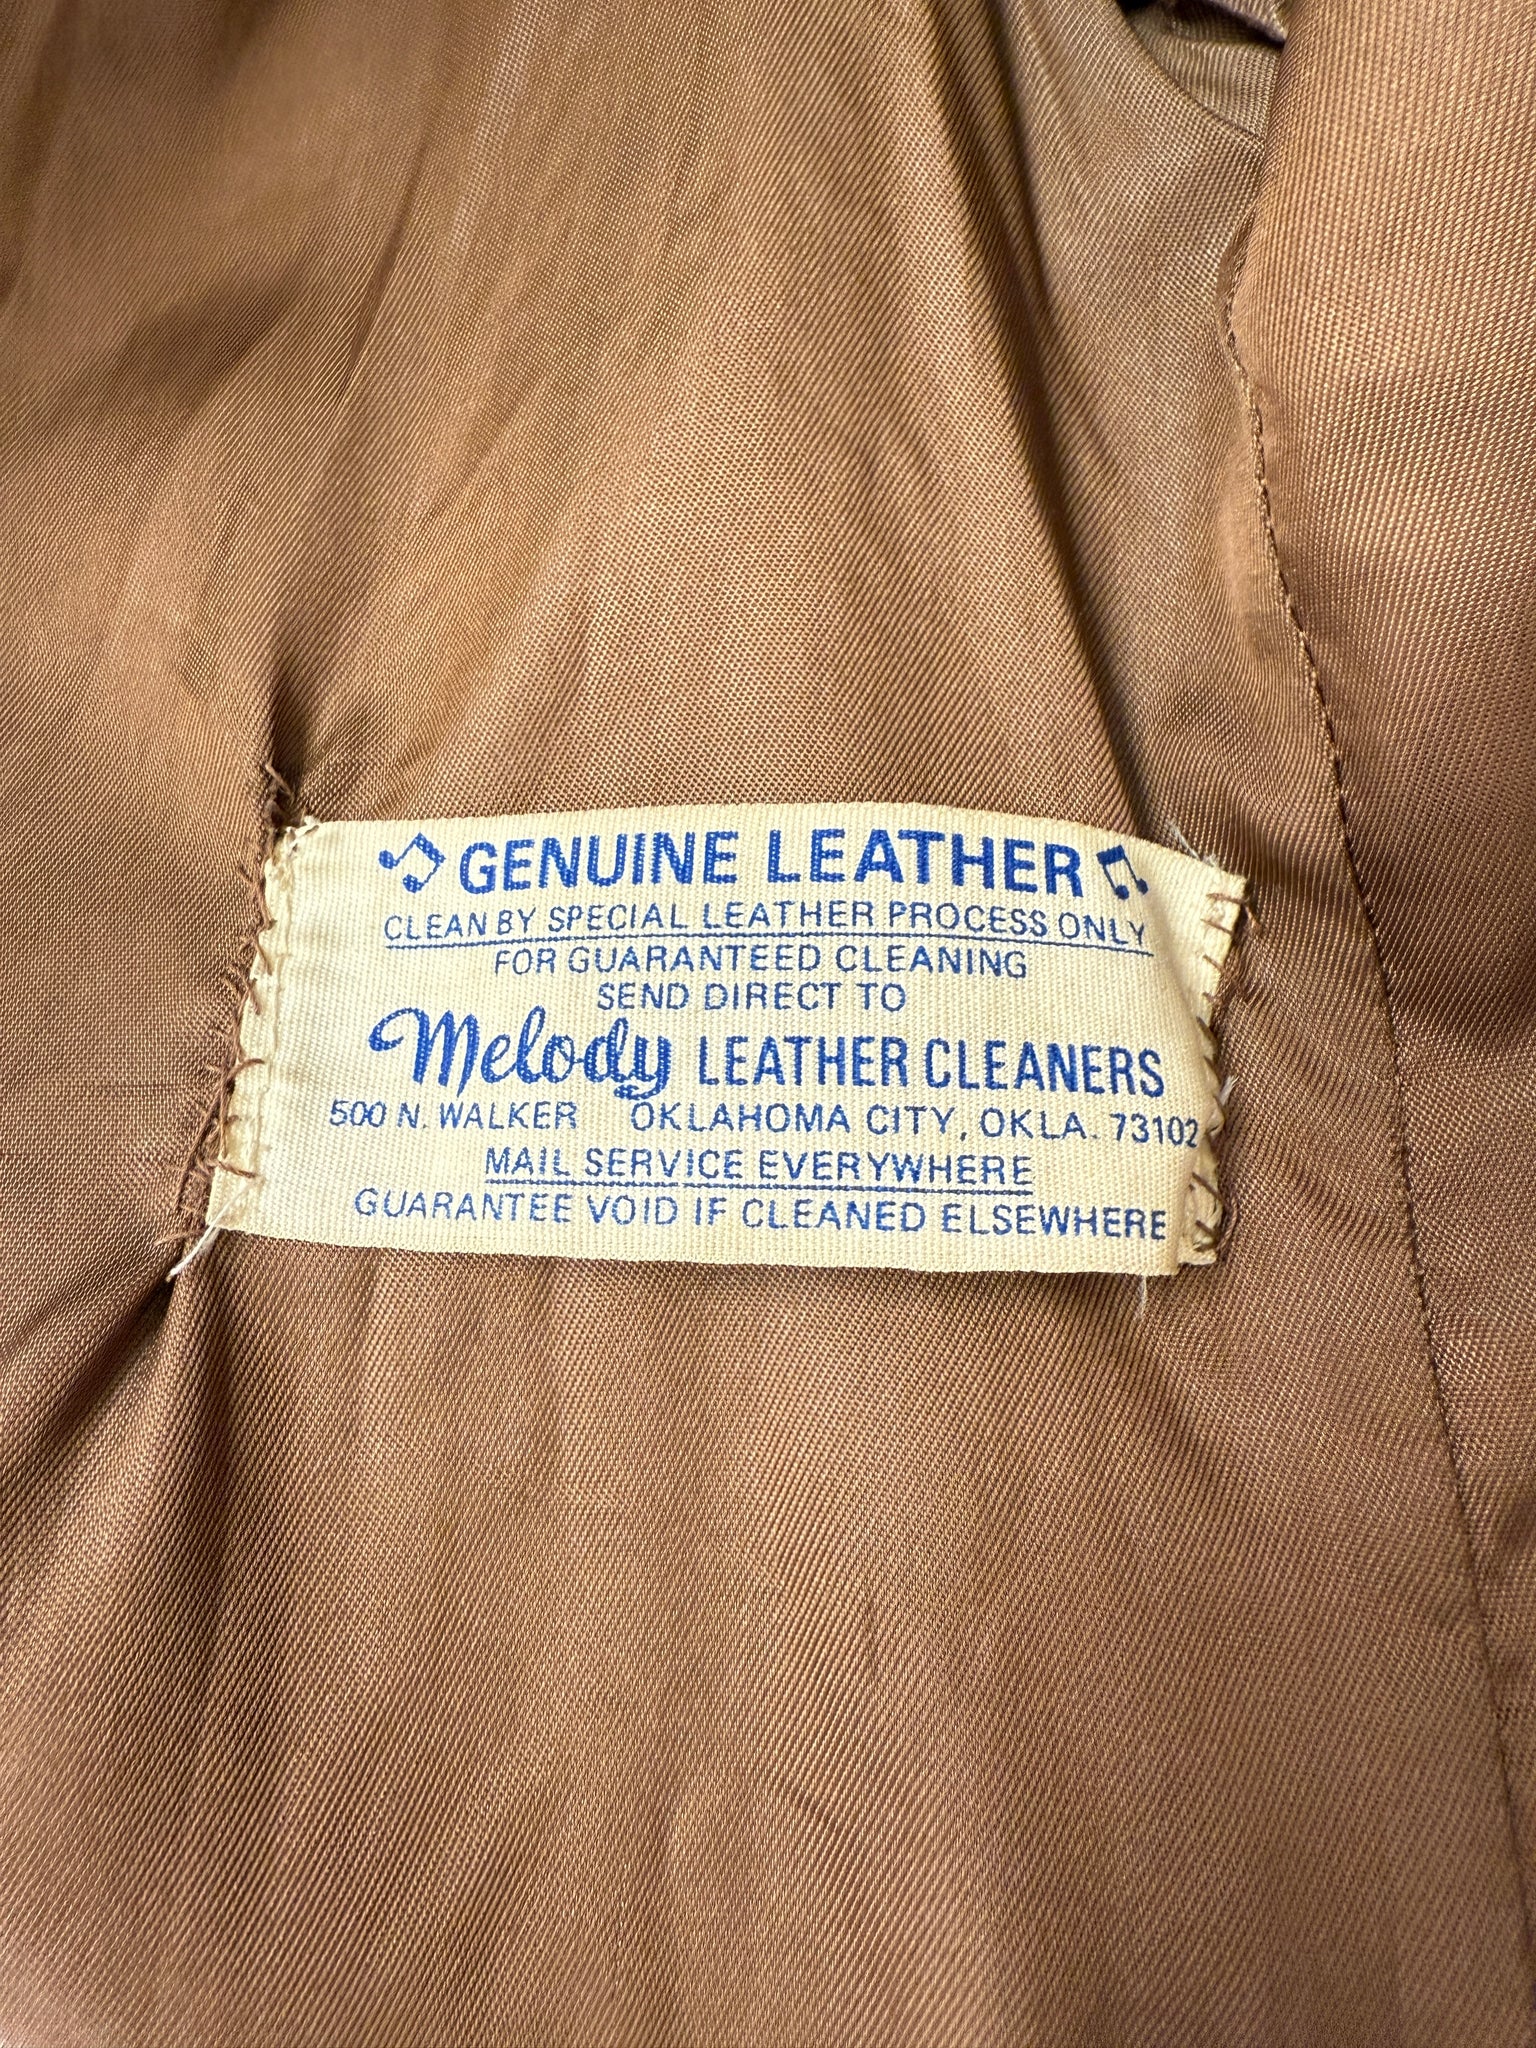 GENUINE LEATHER
CLEAN BY SPECIAL LEATHER PROCESS ONLY
FOR GUARANTEED CLEANING
SEND DIRECT TO
Melody LEATHER CLEANERS
500 N. WALKER OKLAHOMA CITY, OKLA. 73102
MAIL SERVICE EVERYWHERE
GUARANTEE VOID IF CLEANED ELSEWHERE